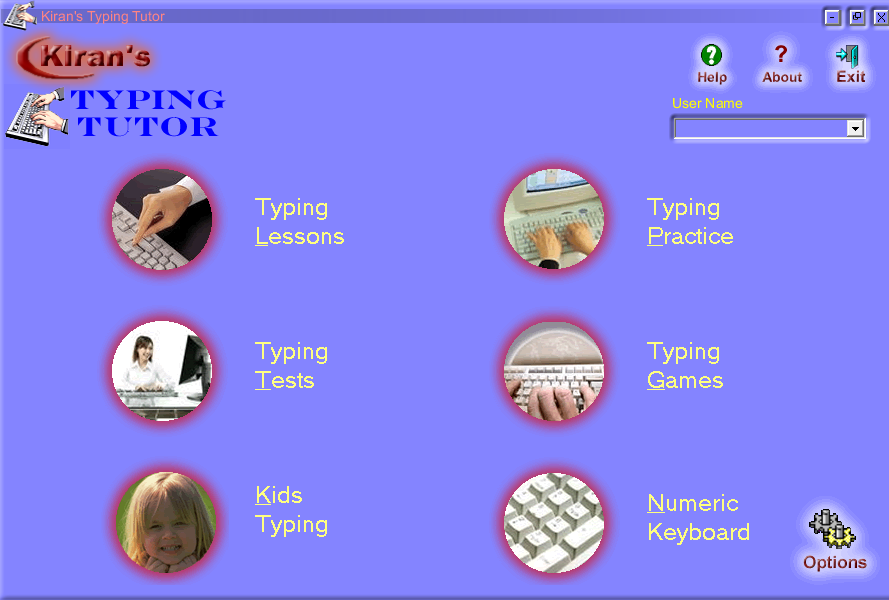 Kiran's Typing Tutor
Kiran's
TYPING
TUTOR
Help
About
Exit
User Name
Typing
Lessons
Typing
Practice
Typing
Tests
Typing
Games
Kids
Typing
Numeric
Keyboard
Options